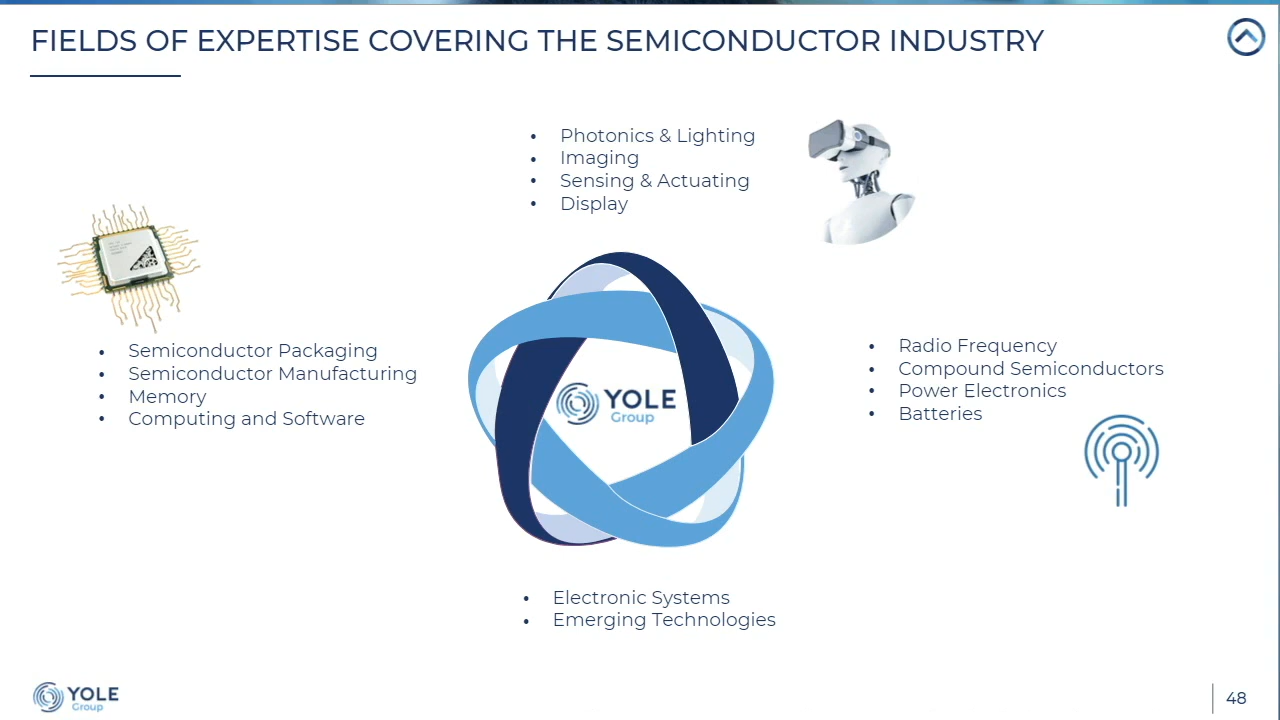 FIELDS OF EXPERTISE COVERING THE SEMICONDUCTOR INDUSTRY
• Photonics & Lighting
• Imaging
• Sensing & Actuating
• Display
• Semiconductor Packaging
• Semiconductor Manufacturing
• Memory
• Computing and Software
YOLE
Group
• Radio Frequency
• Compound Semiconductors
• Power Electronics
• Batteries
• Electronic Systems
• Emerging Technologies
YOLE
Group
48